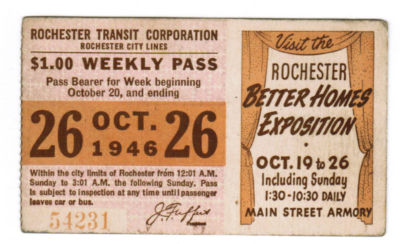 ROCHESTER TRANSIT CORPORATION
ROCHESTER CITY LINES
$1.00 WEEKLY PASS
Pass Bearer for Week beginning
October 20, and ending
26 OCT. 1946 26
Within the city limits of Rochester from 12:01 A.M.
Sunday to 3:01 A.M. the following Sunday. Pass
is subject to inspection at any time until passenger
leaves car or bus.
54231
President
Visit the
ROCHESTER
BETTER HOMES
EXPOSITION
OCT. 19 to 26
Including Sunday
1:30-10:30 DAILY
MAIN STREET ARMORY